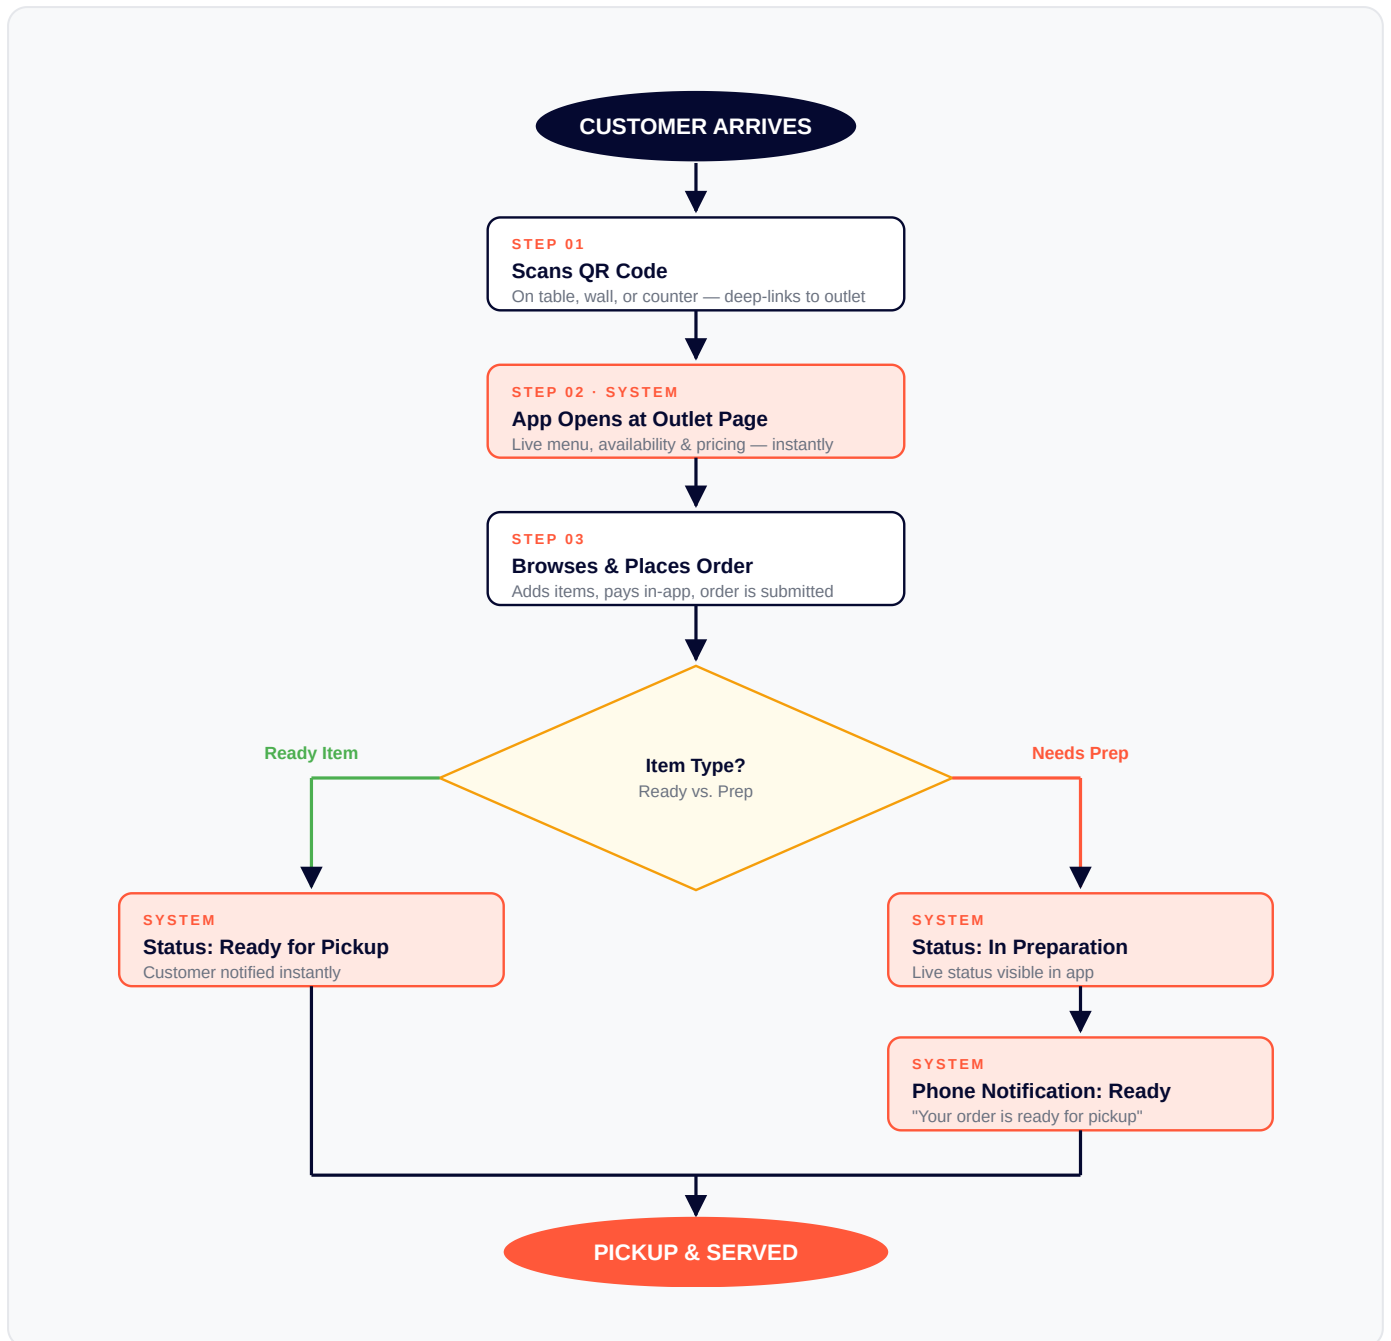 CUSTOMER ARRIVES
STEP 01
Scans QR Code
On table, wall, or counter — deep-links to outlet
STEP 02 · SYSTEM
App Opens at Outlet Page
Live menu, availability & pricing — instantly
STEP 03
Browses & Places Order
Adds items, pays in-app, order is submitted
Item Type?
Ready vs. Prep
Ready Item
Needs Prep
SYSTEM
Status: Ready for Pickup
Customer notified instantly
SYSTEM
Status: In Preparation
Live status visible in app
SYSTEM
Phone Notification: Ready
"Your order is ready for pickup"
PICKUP & SERVED